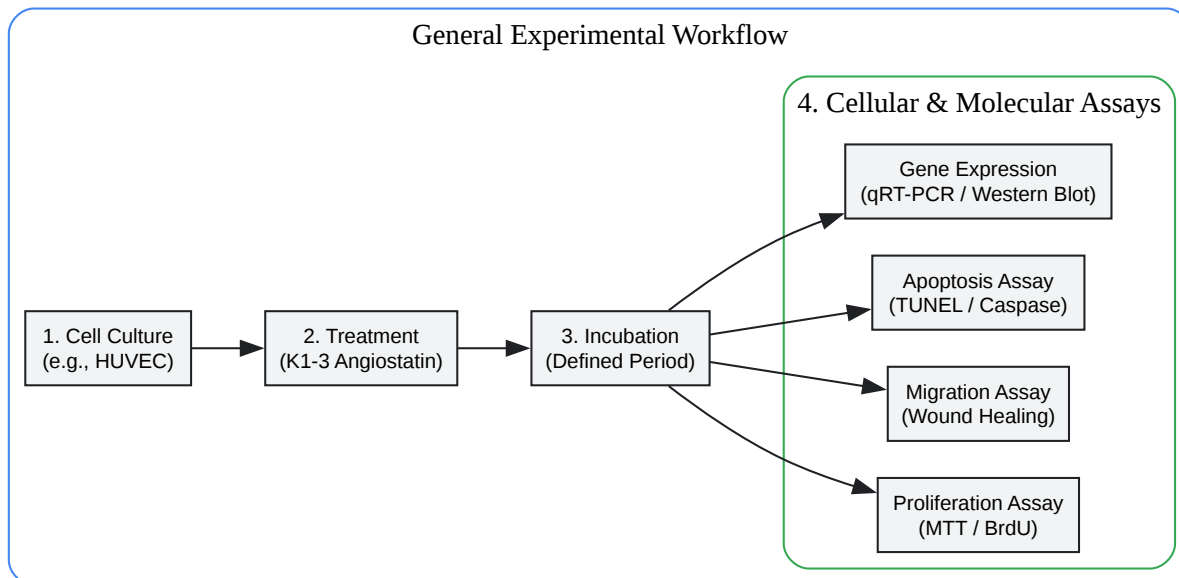 General Experimental Workflow
4. Cellular & Molecular Assays
Gene Expression
(qRT-PCR / Western Blot)
Apoptosis Assay
(TUNEL / Caspase)
1. Cell Culture
(e.g., HUVEC)
2. Treatment
(K1-3 Angiostatin)
3. Incubation
(Defined Period)
Migration Assay
(Wound Healing)
Proliferation Assay
(MTT / BrdU)